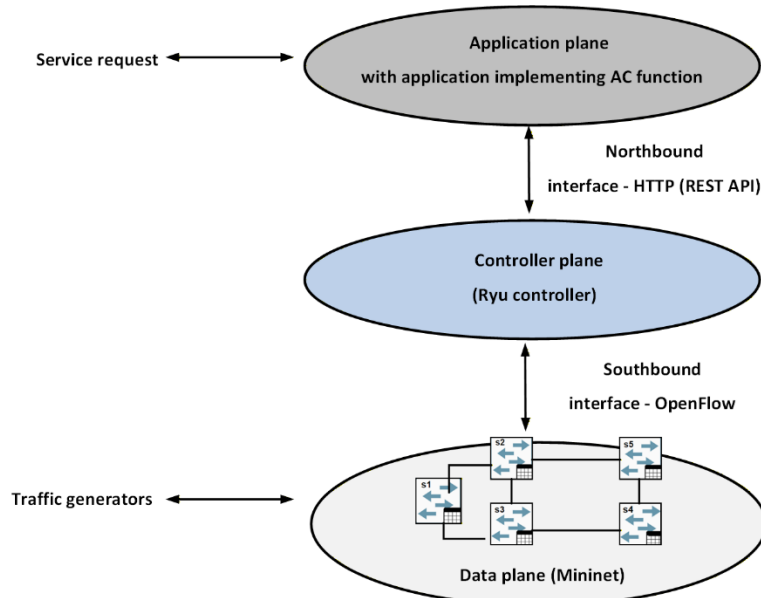 Application plane
Service request
with application implementing AC function
Northbound
interface - HTTP (REST API)
Controller plane
(Ryu controller)
Southbound
interface - OpenFlow
s2
s5
s1
s3
s4
Traffic generators
Data plane (Mininet)